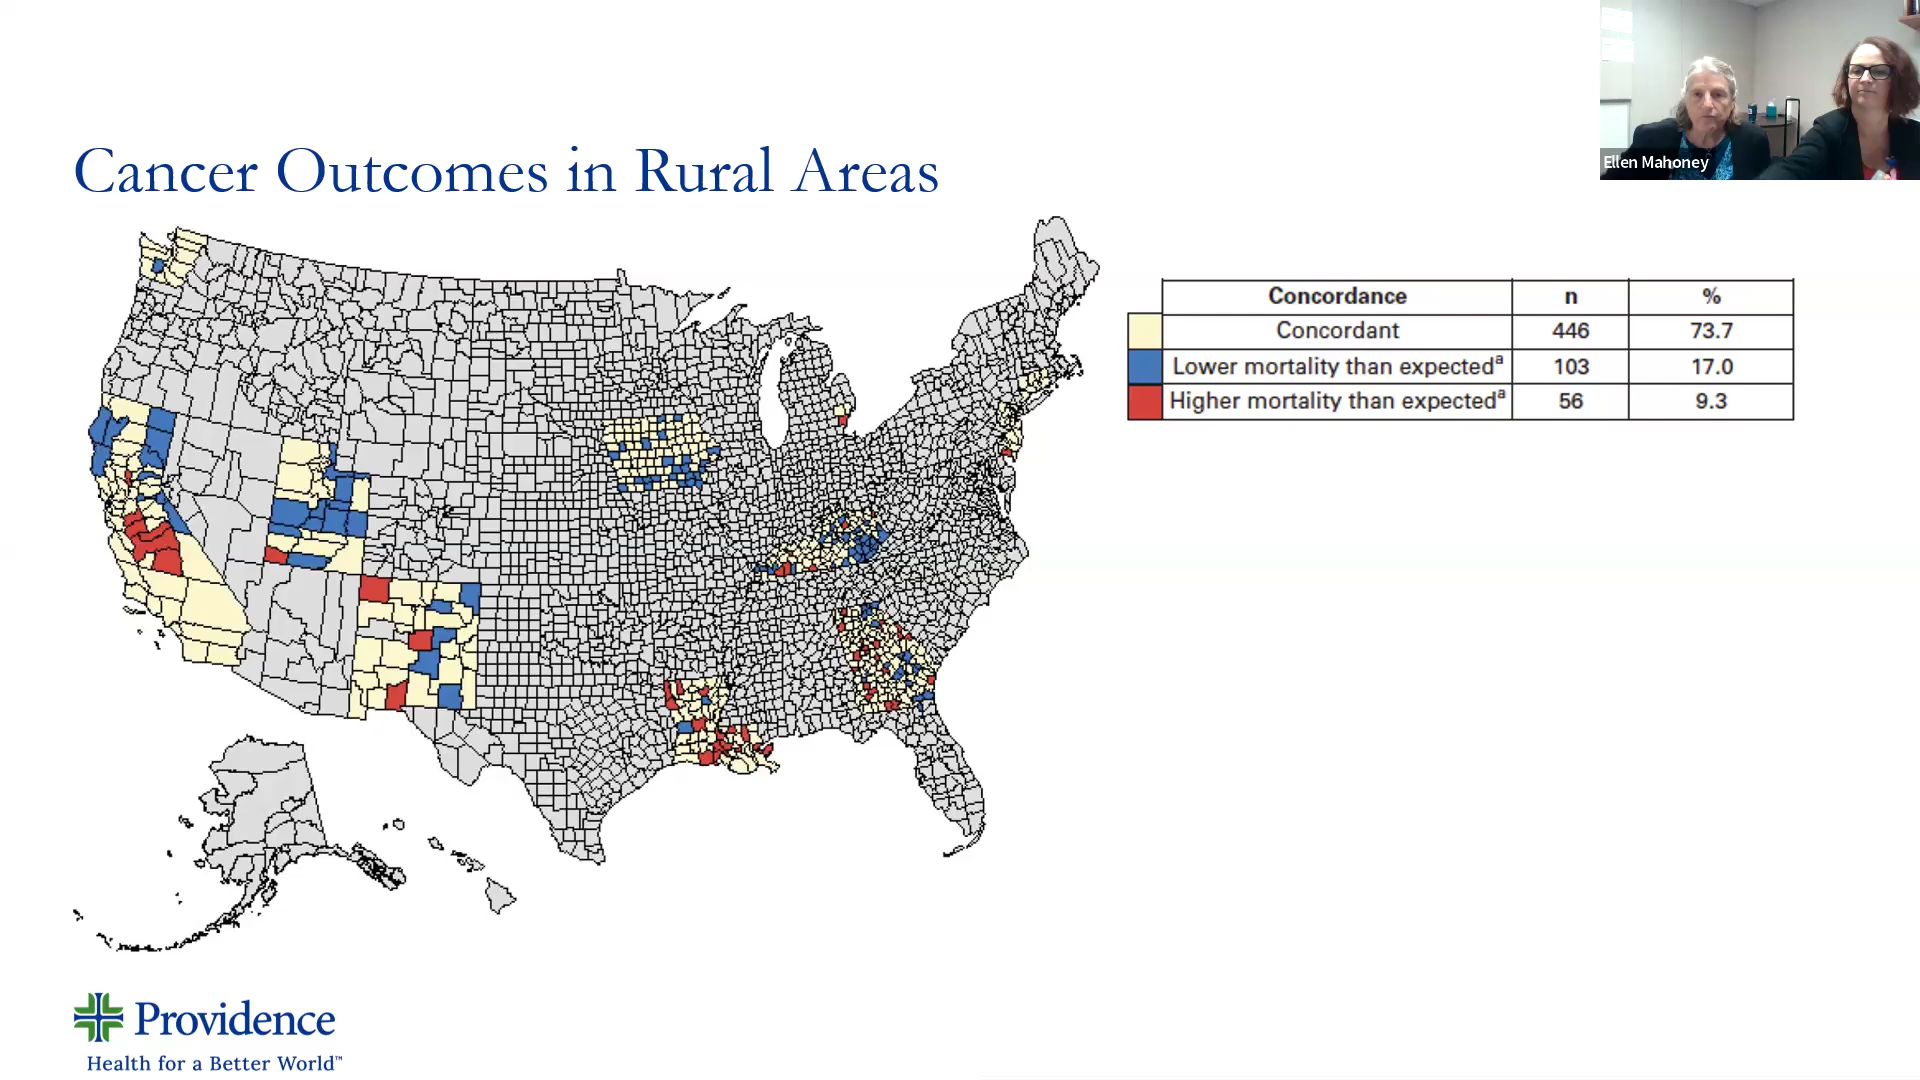 Ellen Mahoney
Cancer Outcomes in Rural Areas
Concordance n %
Concordant 446 73.7
Lower mortality than expectedª 103 17.0
Higher mortality than expectedª 56 9.3
Providence
Health for a Better World™